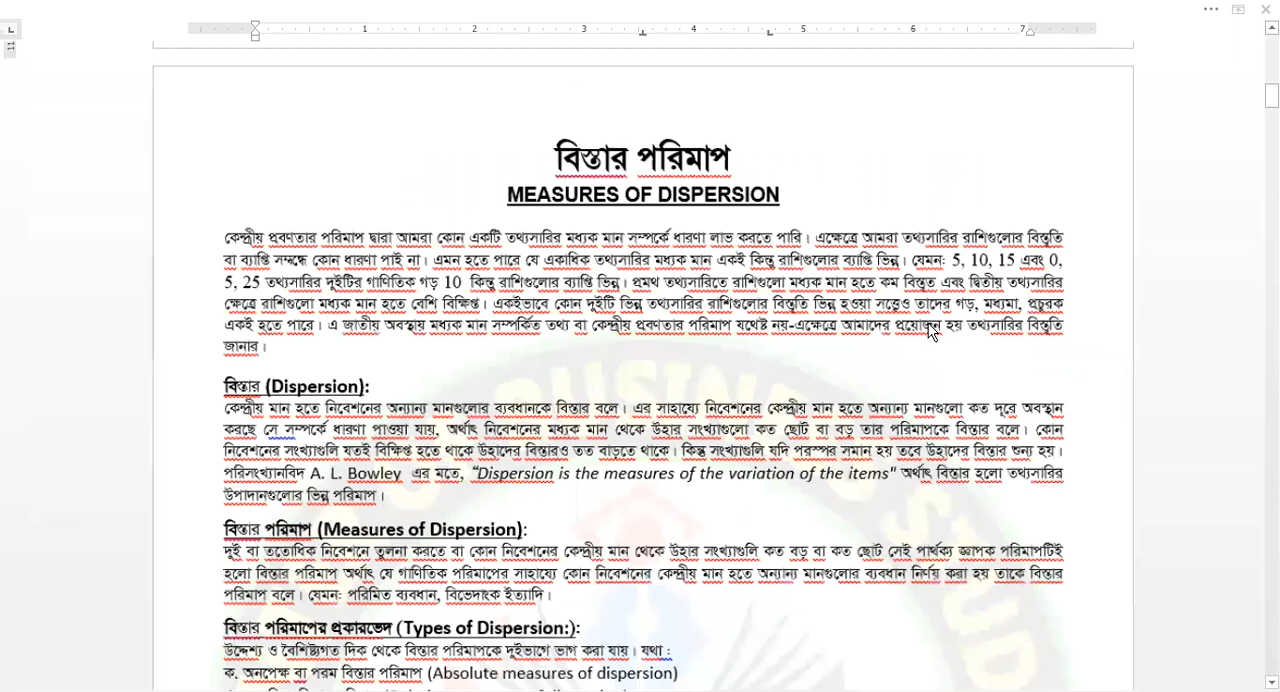 1 2 3 4 5 6 7
11
বিস্তার পরিমাপ
MEASURES OF DISPERSION
কেন্দ্রীয় প্রবণতার পরিমাপ দ্বারা আমরা কোন একটি তথ্যসারির মধ্যক মান সম্পর্কে ধারণা লাভ করতে পারি। এক্ষেত্রে আমরা তথ্যসারির রাশিগুলোর বিস্তৃতি
বা ব্যাপ্তি সম্বন্ধে কোন ধারণা পাই না। এমন হতে পারে যে একাধিক তথ্যসারির মধ্যক মান একই কিন্তু রাশিগুলোর ব্যাপ্তি ভিন্ন। যেমন: 5, 10, 15 এবং 0,
5, 25 তথ্যসারির দুইটির গাণিতিক গড় 10 কিন্তু রাশিগুলোর ব্যাপ্তি ভিন্ন। প্রথম তথ্যসারিতে রাশিগুলো মধ্যক মান হতে কম বিস্তৃত এবং দ্বিতীয় তথ্যসারির
ক্ষেত্রে রাশিগুলো মধ্যক মান হতে বেশি বিক্ষিপ্ত। একইভাবে কোন দুইটি ভিন্ন তথ্যসারির রাশিগুলোর বিস্তৃতি ভিন্ন হওয়া সত্ত্বেও তাদের গড়, মধ্যমা, প্রচুরক
একই হতে পারে। এ জাতীয় অবস্থায় মধ্যক মান সম্পর্কিত তথ্য বা কেন্দ্রীয় প্রবণতার পরিমাপ যথেষ্ট নয়-এক্ষেত্রে আমাদের প্রয়োজন হয় তথ্যসারির বিস্তৃতি
জানার।
বিস্তার (Dispersion):
কেন্দ্রীয় মান হতে নিবেশনের অন্যান্য মানগুলোর ব্যবধানকে বিস্তার বলে। এর সাহায্যে নিবেশনের কেন্দ্রীয় মান হতে অন্যান্য মানগুলো কত দূরে অবস্থান
করছে সে সম্পর্কে ধারণা পাওয়া যায়, অর্থাৎ নিবেশনের মধ্যক মান থেকে উহার সংখ্যাগুলো কত ছোট বা বড় তার পরিমাপকে বিস্তার বলে। কোন
নিবেশনের সংখ্যাগুলি যতই বিক্ষিপ্ত হতে থাকে উহাদের বিস্তারও তত বাড়তে থাকে। কিন্তু সংখ্যাগুলি যদি পরস্পর সমান হয় তবে উহাদের বিস্তার শুন্য হয়।
পরিসংখ্যানবিদ A. L. Bowley এর মতে, "Dispersion is the measures of the variation of the items" অর্থাৎ বিস্তার হলো তথ্যসারির
উপাদানগুলোর ভিন্ন পরিমাপ।
বিস্তার পরিমাপ (Measures of Dispersion):
দুই বা ততোধিক নিবেশনে তুলনা করতে বা কোন নিবেশনের কেন্দ্রীয় মান থেকে উহার সংখ্যাগুলি কত বড় বা কত ছোট সেই পার্থক্য জ্ঞাপক পরিমাপটিই
হলো বিস্তার পরিমাপ অর্থাৎ যে গাণিতিক পরিমাপের সাহায্যে কোন নিবেশনের কেন্দ্রীয় মান হতে অন্যান্য মানগুলোর ব্যবধান নির্ণয় করা হয় তাকে বিস্তার
পরিমাপ বলে। যেমন: পরিমিত ব্যবধান, বিভেদাংক ইত্যাদি।
বিস্তার পরিমাপের প্রকারভেদ (Types of Dispersion:):
উদ্দেশ্য ও বৈশিষ্ট্যগত দিক থেকে বিস্তার পরিমাপকে দুইভাগে ভাগ করা যায়। যথা :
ক. অনপেক্ষ বা পরম বিস্তার পরিমাপ (Absolute measures of dispersion)